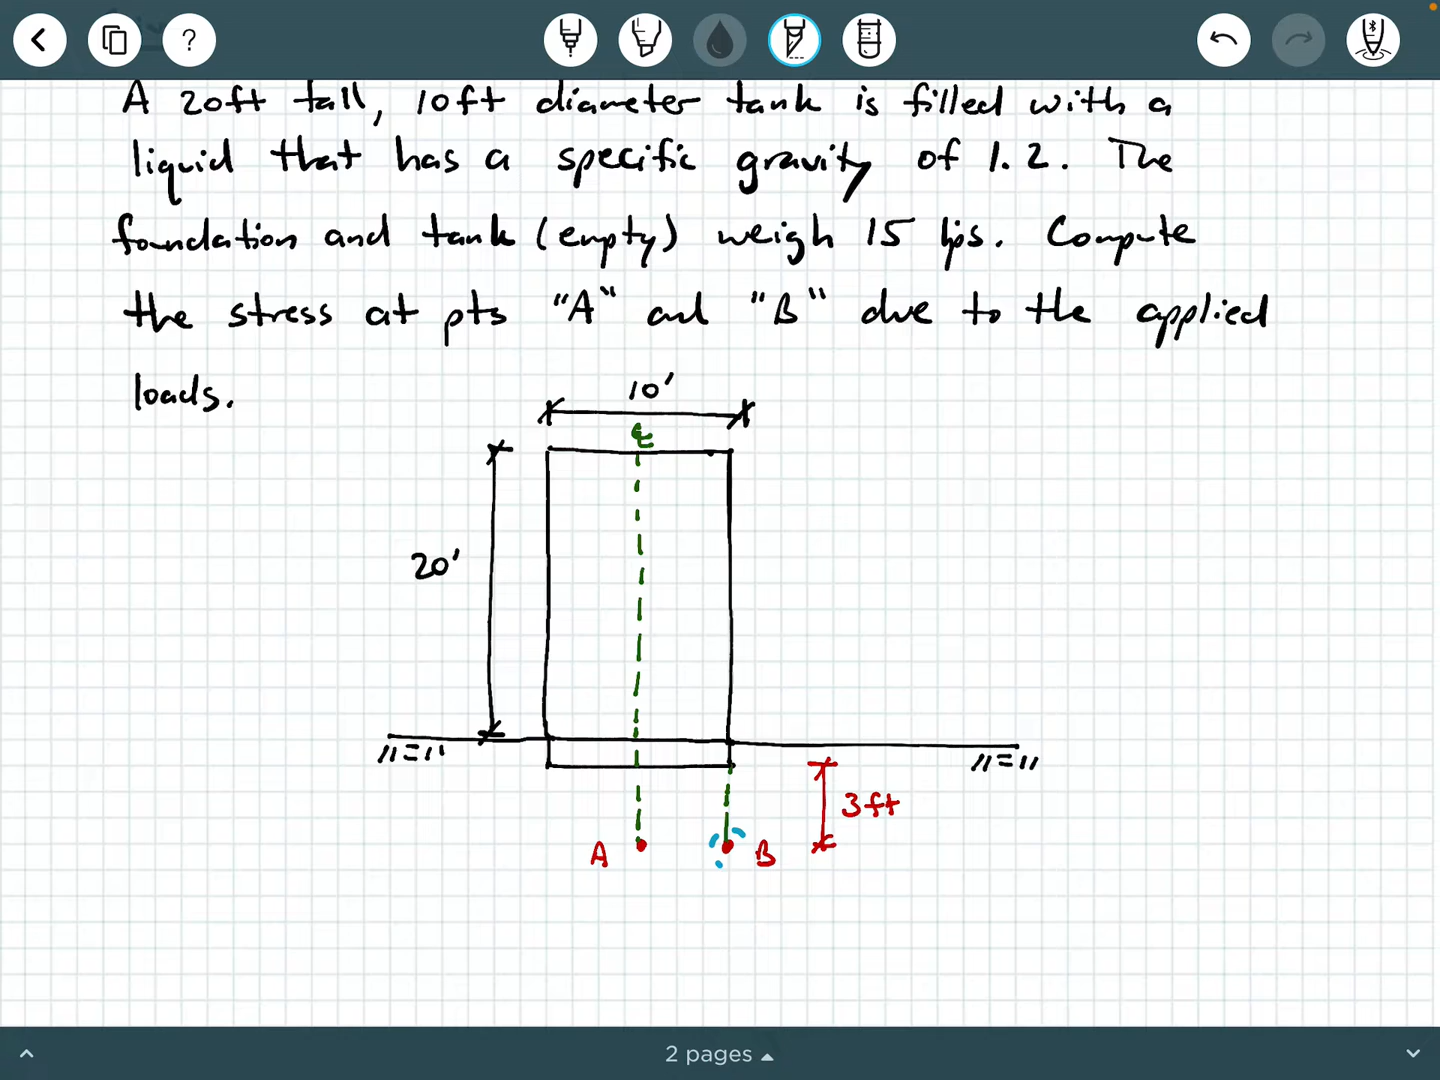 A 20ft tall, 10ft diameter tank is filled with a
liquid that has a specific gravity of 1.2. The
foundation and tank (empty) weigh 15 kips. Compute
the stress at pts "A" and "B" due to the applied
loads.
10'
℄
20'
3ft
A
B
2 pages